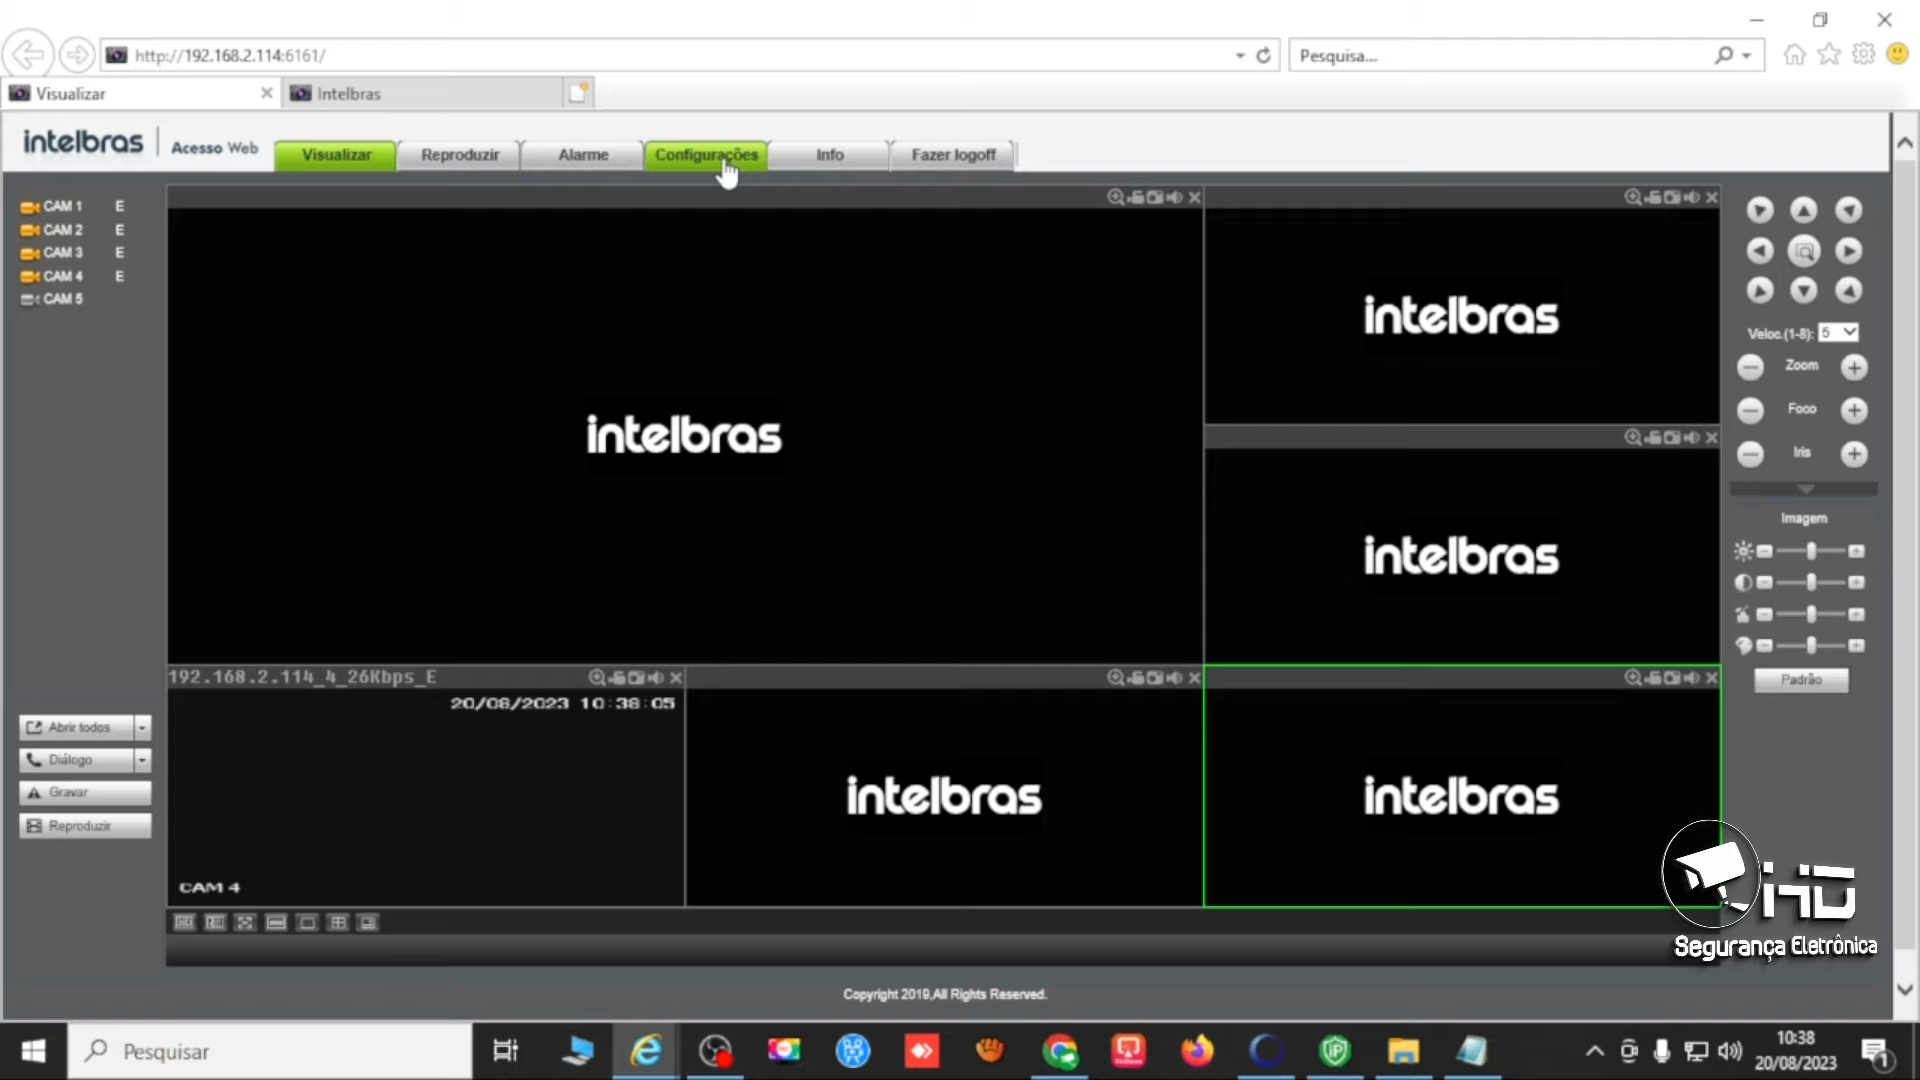 http://192.168.2.114:6161/
Pesquisa...
Visualizar
Intelbras
intelbras
Acesso Web
Visualizar
Reproduzir
Alarme
Configurações
Info
Fazer logoff
CAM 1 E
CAM 2 E
CAM 3 E
CAM 4 E
CAM 5
intelbras
intelbras
intelbras
Veloc.(1-8): 5
Zoom
Foco
Iris
Imagem
Padrão
Abrir todos
Diálogo
Gravar
Reproduzir
192.168.2.114_4_26Kbps_E
20/08/2023 10:38:05
CAM 4
intelbras
intelbras
HD
Segurança Eletrônica
Copyright 2019,All Rights Reserved.
Pesquisar
10:38
20/08/2023
1